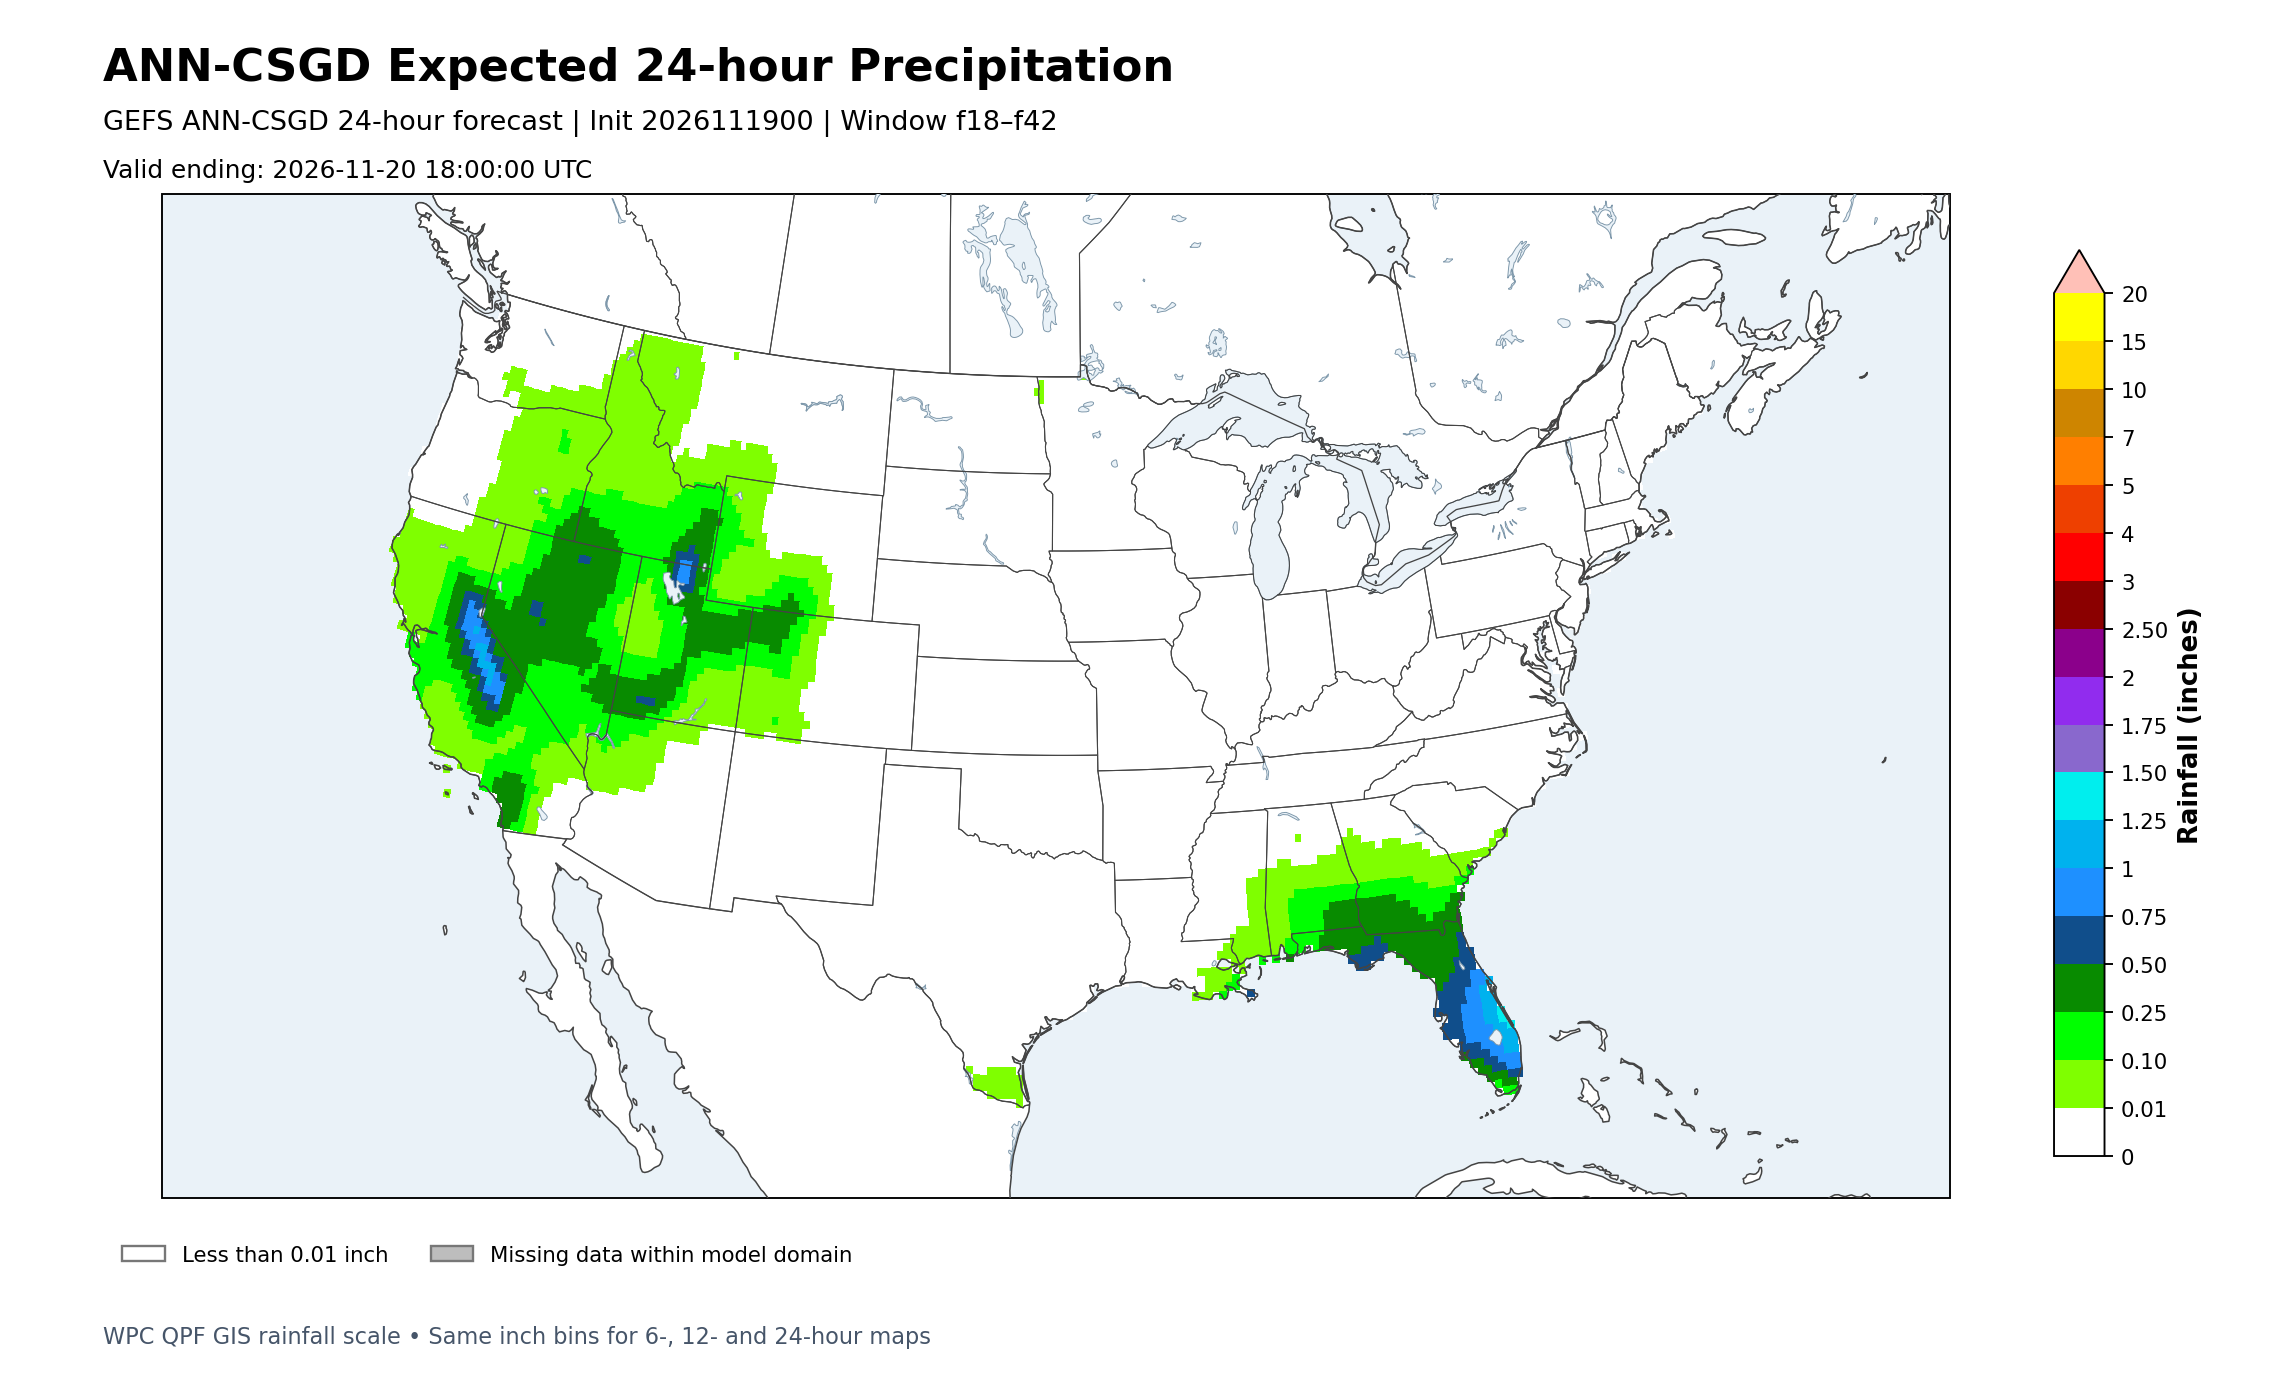 ANN-CSGD Expected 24-hour Precipitation
GEFS ANN-CSGD 24-hour forecast | Init 2026111900 | Window f18–f42
Valid ending: 2026-11-20 18:00:00 UTC
20
15
10
7
5
4
3
2.50
2
1.75
1.50
1.25
1
0.75
0.50
0.25
0.10
0.01
0
Rainfall (inches)
Less than 0.01 inch
Missing data within model domain
WPC QPF GIS rainfall scale • Same inch bins for 6-, 12- and 24-hour maps